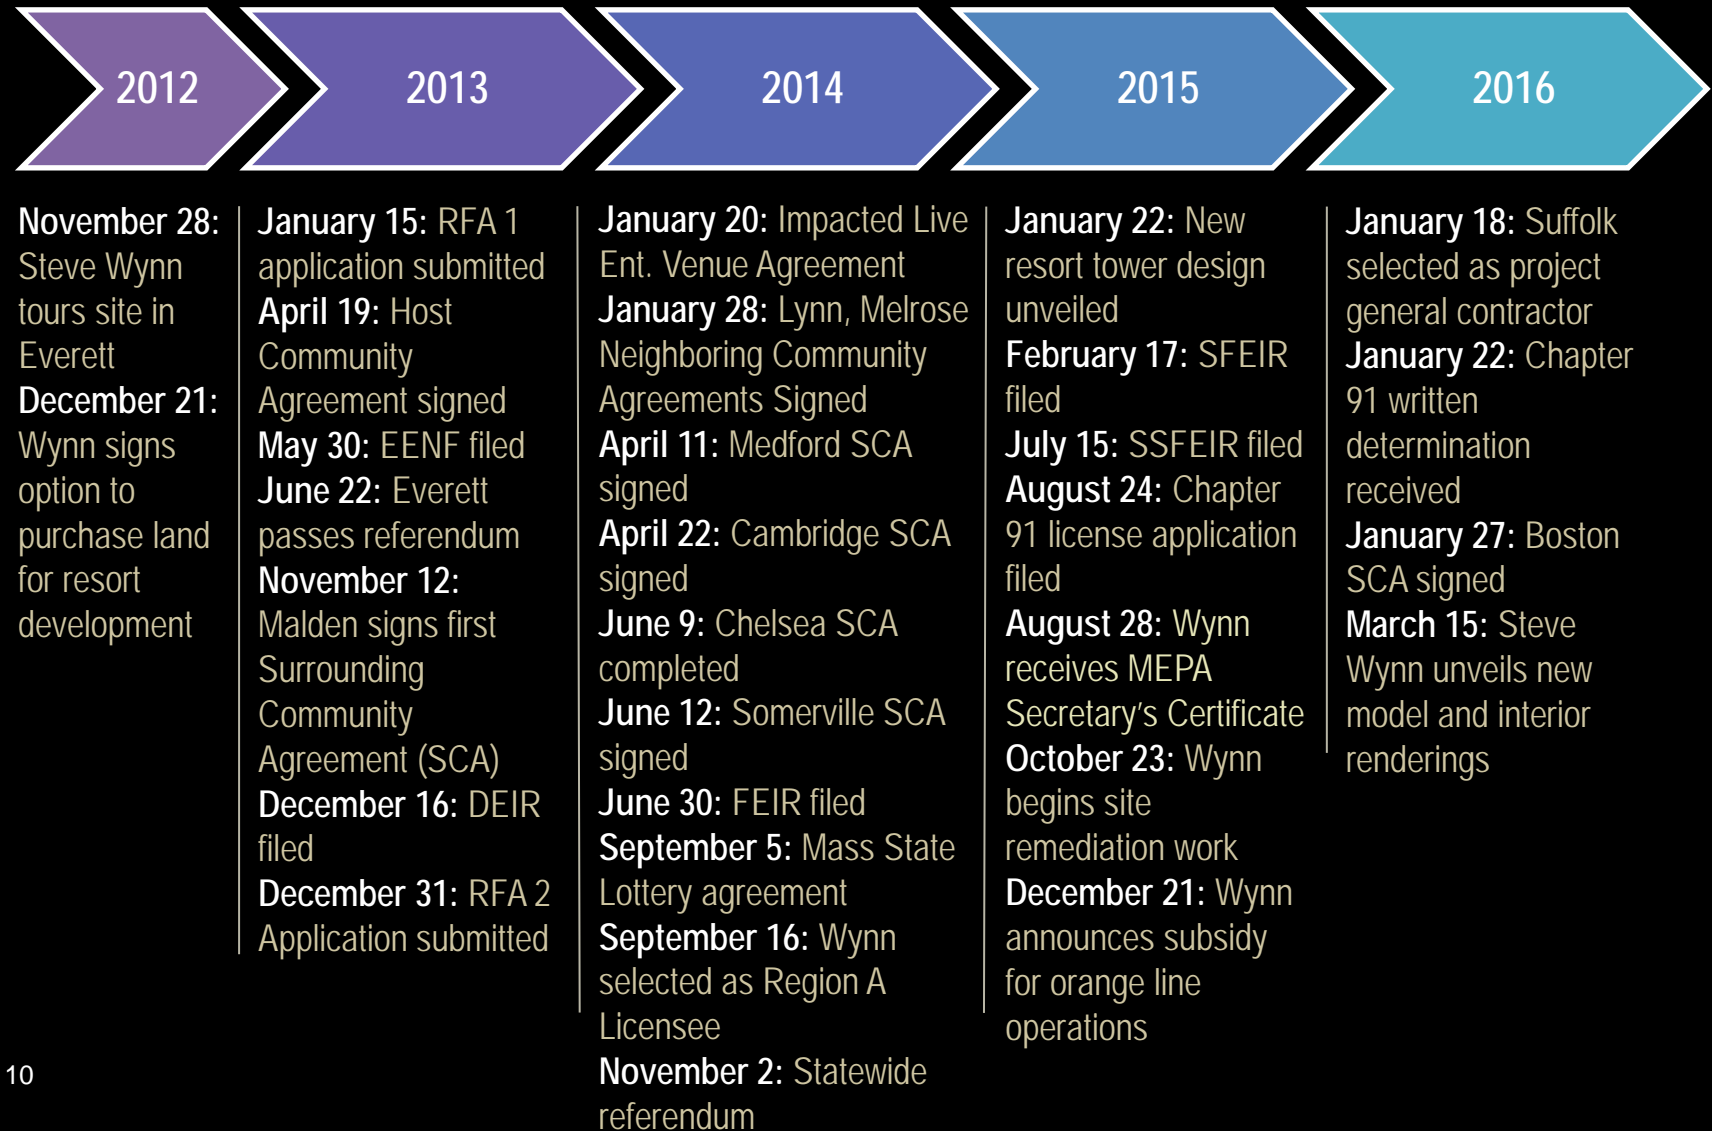 2012
2013
2014
2015
2016
November 28:
Steve Wynn
tours site in
Everett
December 21:
Wynn signs
option to
purchase land
for resort
development
January 15: RFA 1
application submitted
April 19: Host
Community
Agreement signed
May 30: EENF filed
June 22: Everett
passes referendum
November 12:
Malden signs first
Surrounding
Community
Agreement (SCA)
December 16: DEIR
filed
December 31: RFA 2
Application submitted
January 20: Impacted Live
Ent. Venue Agreement
January 28: Lynn, Melrose
Neighboring Community
Agreements Signed
April 11: Medford SCA
signed
April 22: Cambridge SCA
signed
June 9: Chelsea SCA
completed
June 12: Somerville SCA
signed
June 30: FEIR filed
September 5: Mass State
Lottery agreement
September 16: Wynn
selected as Region A
Licensee
November 2: Statewide
referendum
January 22: New
resort tower design
unveiled
February 17: SFEIR
filed
July 15: SSFEIR filed
August 24: Chapter
91 license application
filed
August 28: Wynn
receives MEPA
Secretary's Certificate
October 23: Wynn
begins site
remediation work
December 21: Wynn
announces subsidy
for orange line
operations
January 18: Suffolk
selected as project
general contractor
January 22: Chapter
91 written
determination
received
January 27: Boston
SCA signed
March 15: Steve
Wynn unveils new
model and interior
renderings
10